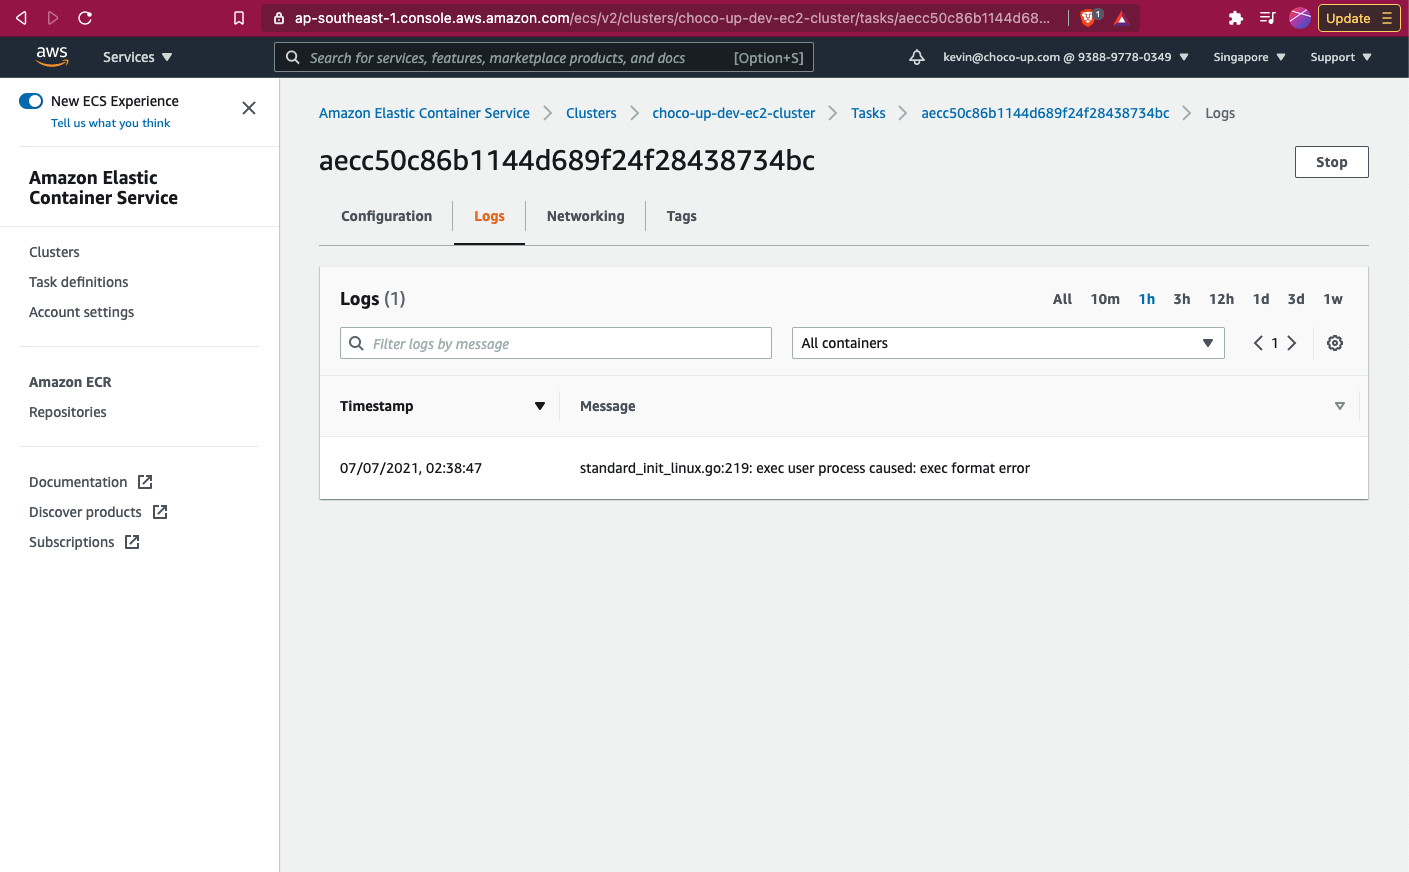 ap-southeast-1.console.aws.amazon.com/ecs/v2/clusters/choco-up-dev-ec2-cluster/tasks/aecc50c86b1144d68...
1
Update
aws
Services
Search for services, features, marketplace products, and docs
[Option+S]
kevin@choco-up.com @ 9388-9778-0349
Singapore
Support
New ECS Experience
Tell us what you think
Amazon Elastic
Container Service
Clusters
Task definitions
Account settings
Amazon ECR
Repositories
Documentation
Discover products
Subscriptions
Amazon Elastic Container Service
Clusters
choco-up-dev-ec2-cluster
Tasks
aecc50c86b1144d689f24f28438734bc
Logs
aecc50c86b1144d689f24f28438734bc
Stop
Configuration
Logs
Networking
Tags
Logs (1)
All 10m 1h 3h 12h 1d 3d 1w
Filter logs by message
All containers
1
Timestamp
Message
07/07/2021, 02:38:47
standard_init_linux.go:219: exec user process caused: exec format error